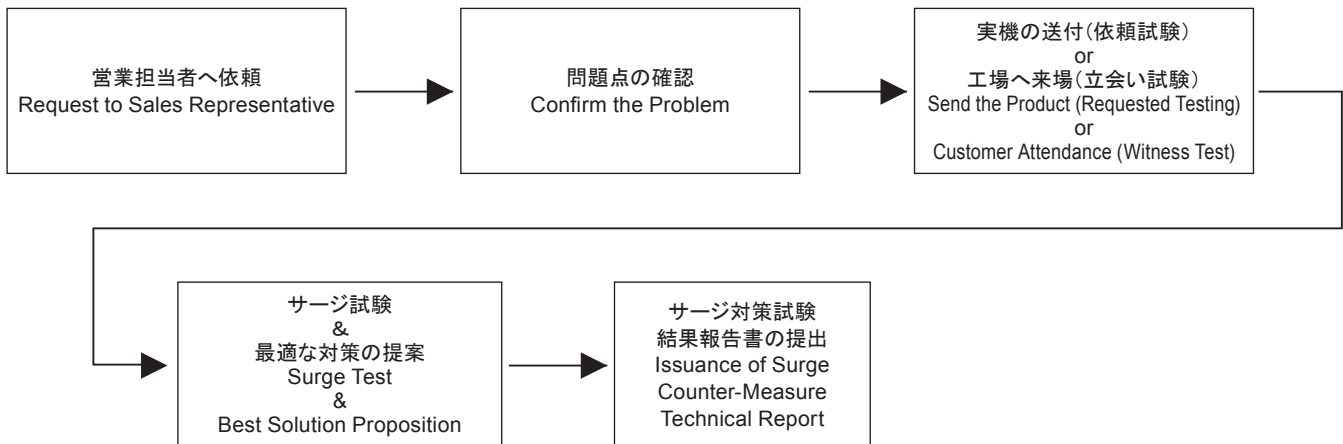 営業担当者へ依頼
Request to Sales Representative
問題点の確認
Confirm the Problem
実機の送付(依頼試験)
or
工場へ来場(立会い試験)
Send the Product (Requested Testing)
or
Customer Attendance (Witness Test)
サージ試験
&
最適な対策の提案
Surge Test
&
Best Solution Proposition
サージ対策試験
結果報告書の提出
Issuance of Surge
Counter-Measure
Technical Report